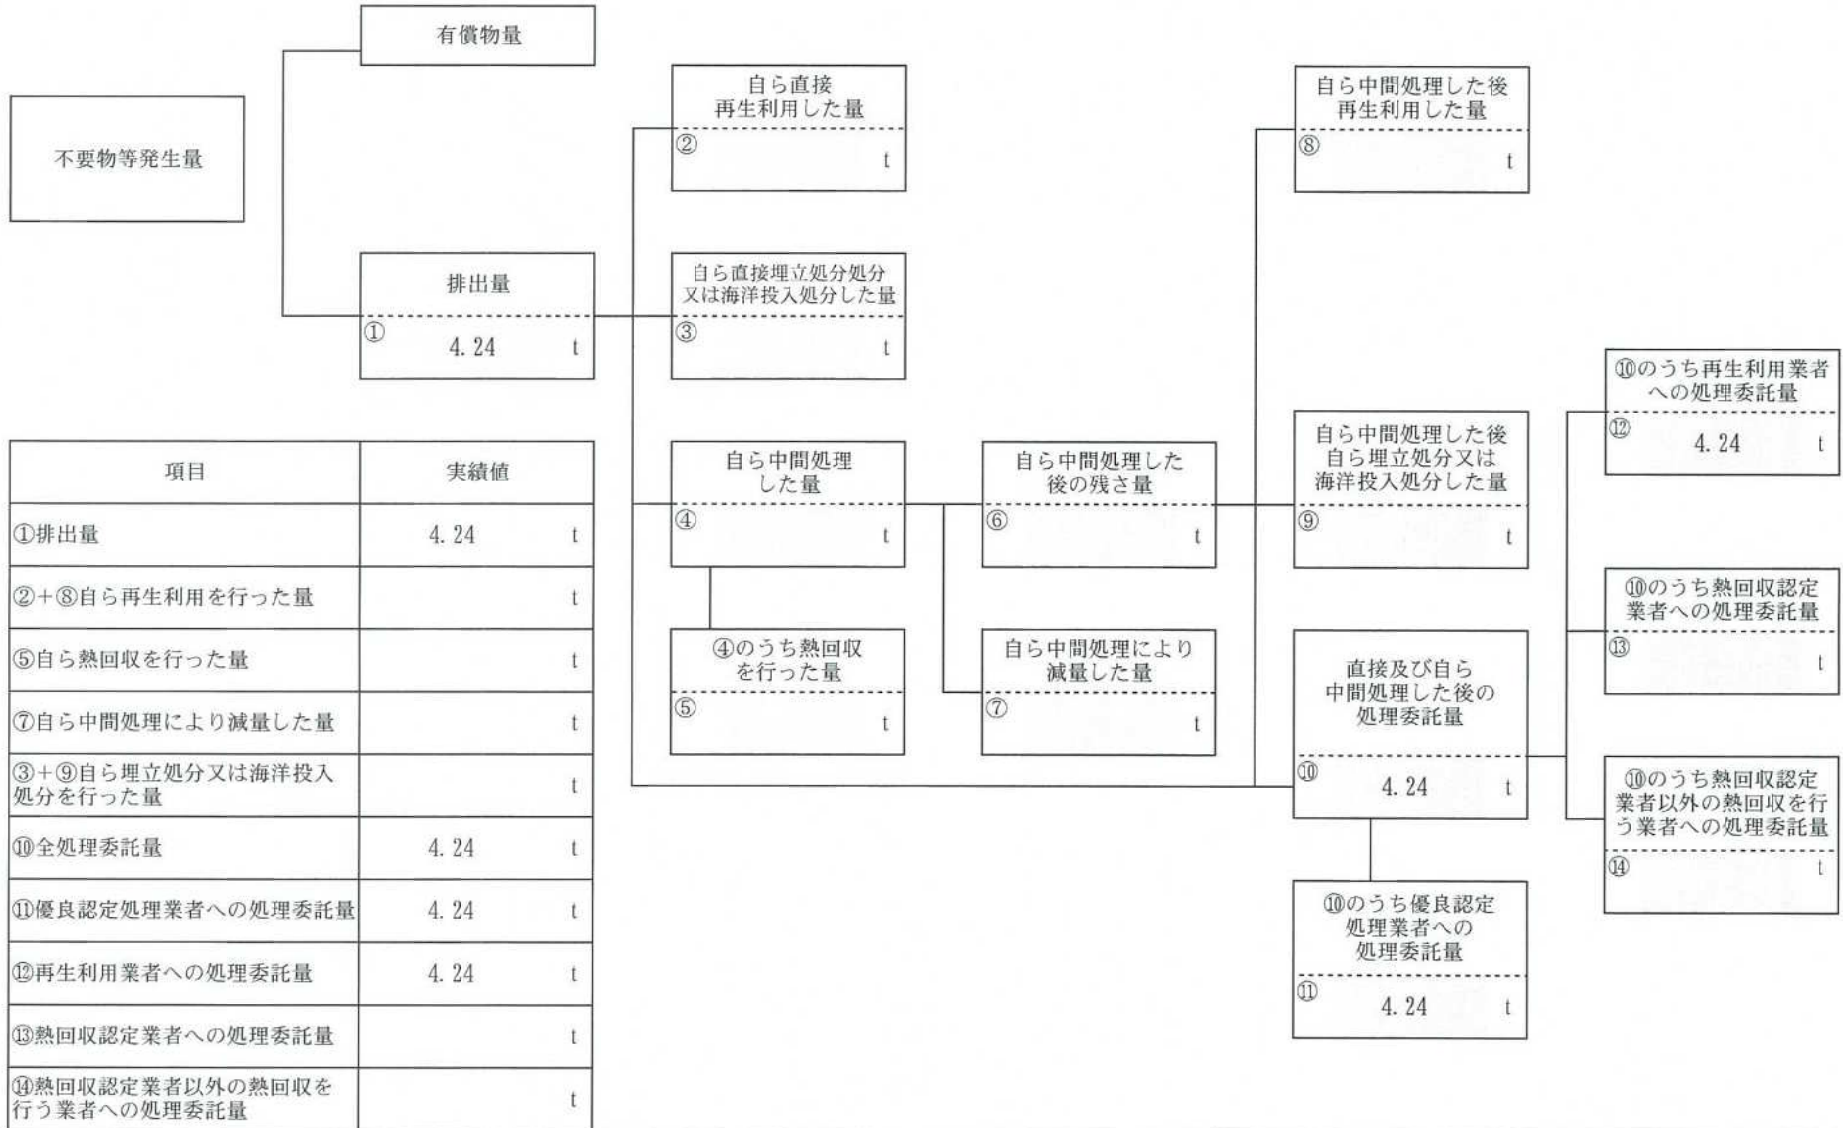 有償物量
不要物等発生量
排出量
①
4.24 t
自ら直接
再生利用した量
②
t
自ら直接埋立処分処分
又は海洋投入処分した量
③
t
自ら中間処理
した量
④
t
④のうち熱回収
を行った量
⑤
t
自ら中間処理した
後の残さ量
⑥
t
自ら中間処理により
減量した量
⑦
t
自ら中間処理した後
再生利用した量
⑧
t
自ら中間処理した後
自ら埋立処分又は
海洋投入処分した量
⑨
t
直接及び自ら
中間処理した後の
処理委託量
⑩
4.24 t
⑩のうち優良認定
処理業者への
処理委託量
⑪
4.24 t
⑩のうち再生利用業者
への処理委託量
⑫
4.24 t
⑩のうち熱回収認定
業者への処理委託量
⑬
t
⑩のうち熱回収認定
業者以外の熱回収を行
う業者への処理委託量
⑭
t
項目 実績値
①排出量 4.24 t
②+⑧自ら再生利用を行った量 t
⑤自ら熱回収を行った量 t
⑦自ら中間処理により減量した量 t
③+⑨自ら埋立処分又は海洋投入
処分を行った量 t
⑩全処理委託量 4.24 t
⑪優良認定処理業者への処理委託量 4.24 t
⑫再生利用業者への処理委託量 4.24 t
⑬熱回収認定業者への処理委託量 t
⑭熱回収認定業者以外の熱回収を
行う業者への処理委託量 t